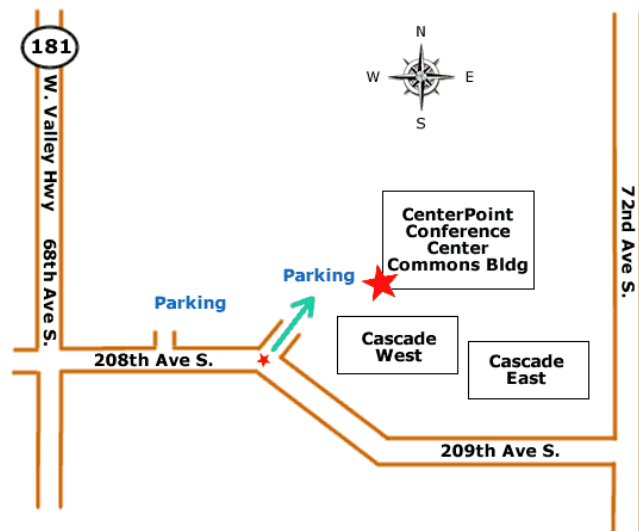 181
W. Valley Hwy 68th Ave S.
N
W
E
S
72nd Ave S.
CenterPoint
Conference
Center
Commons Bldg
Parking
Parking
Cascade
West
Cascade
East
208th Ave S.
209th Ave S.